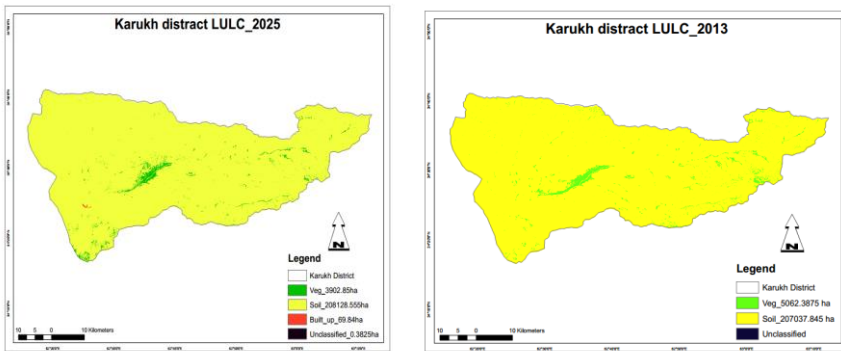 Karukh distract LULC_2025
N
Legend
Karukh District
Veg_3902.85ha
Soil_208128.555ha
Built_up_69.84ha
Unclassified_0.3825ha
10 5 0 10 Kilometers
Karukh distract LULC_2013
N
Legend
Karukh District
Veg_5062.3875 ha
Soil_207037.845 ha
Unclassified
10 5 0 10 Kilometers